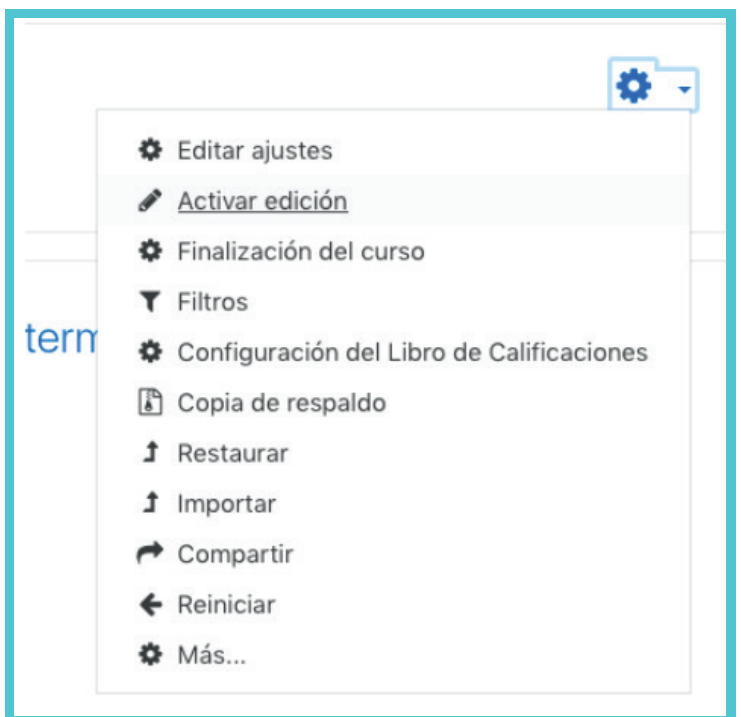 Editar ajustes
Activar edición
Finalización del curso
Filtros
term
Configuración del Libro de Calificaciones
Copia de respaldo
Restaurar
Importar
Compartir
Reiniciar
Más...